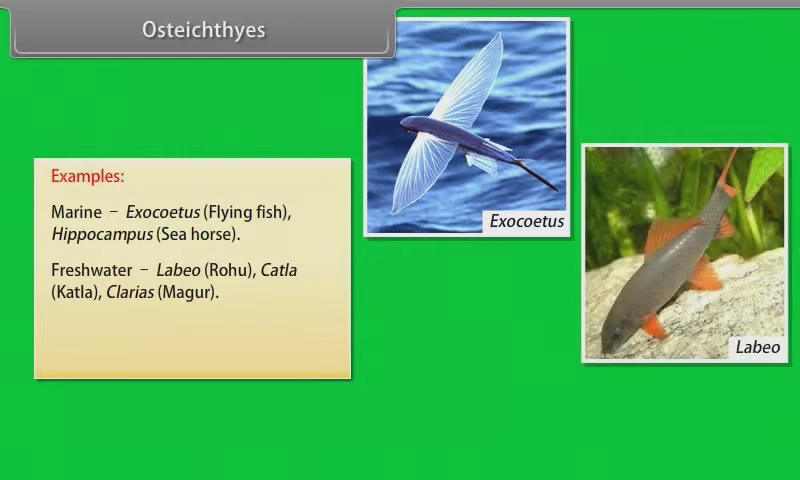 Osteichthyes
Examples:
Marine – Exocoetus (Flying fish),
Hippocampus (Sea horse).
Freshwater – Labeo (Rohu), Catla
(Katla), Clarias (Magur).
Exocoetus
Labeo